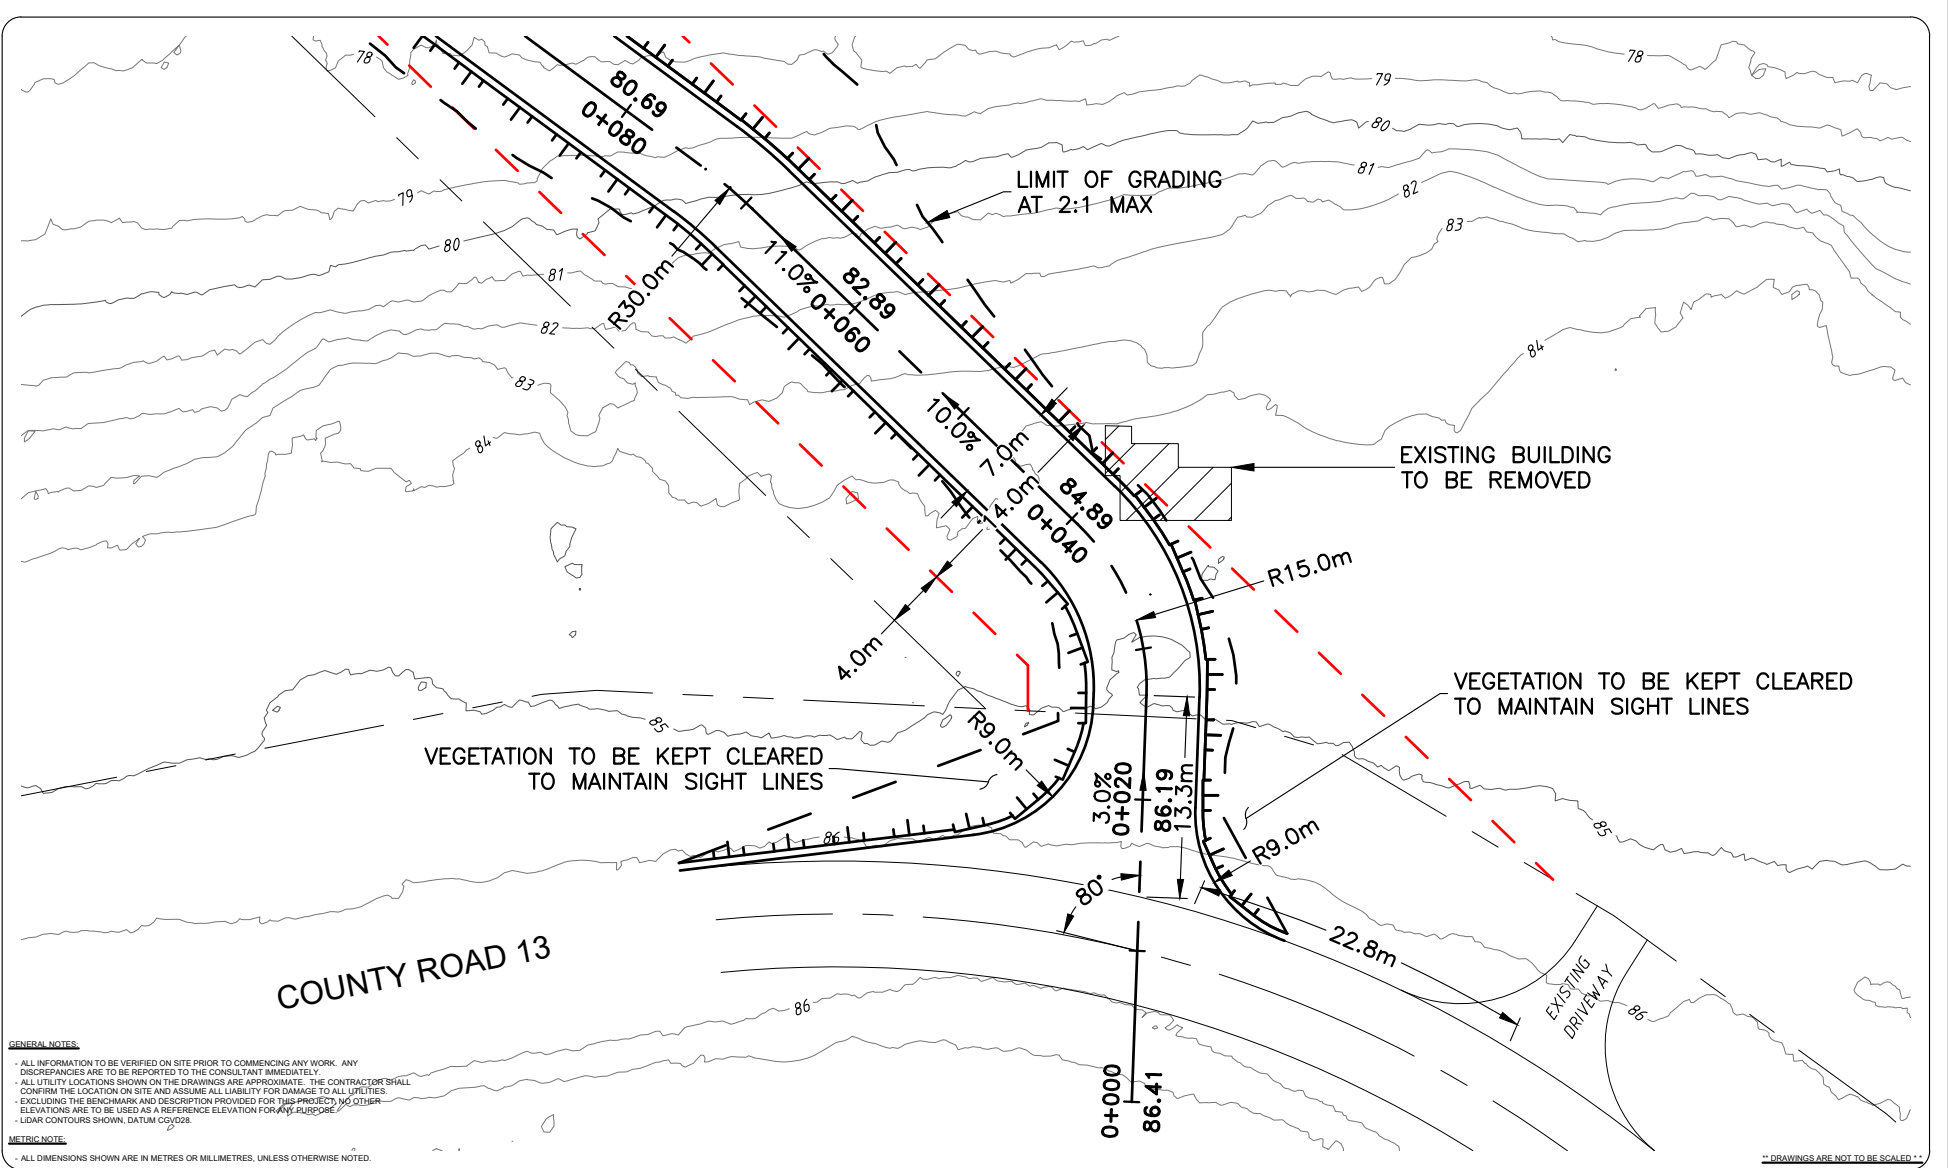 78
79
80
81
82
83
84
78
79
80
81
82
83
84
80.69
0+080
LIMIT OF GRADING
AT 2:1 MAX
R30.0m
11.0%
82.89
0+060
10.0%
7.0m
4.0m
84.89
0+040
EXISTING BUILDING
TO BE REMOVED
R15.0m
4.0m
VEGETATION TO BE KEPT CLEARED
TO MAINTAIN SIGHT LINES
85
R9.0m
VEGETATION TO BE KEPT CLEARED
TO MAINTAIN SIGHT LINES
3.0%
0+020
86.19
13.3m
86
R9.0m
85
80°
22.8m
COUNTY ROAD 13
EXISTING
DRIVEWAY
86
86
0+000
86.41
GENERAL NOTES:
- ALL INFORMATION TO BE VERIFIED ON SITE PRIOR TO COMMENCING ANY WORK. ANY
DISCREPANCIES ARE TO BE REPORTED TO THE CONSULTANT IMMEDIATELY.
- ALL UTILITY LOCATIONS SHOWN ON THE DRAWINGS ARE APPROXIMATE. THE CONTRACTOR SHALL
CONFIRM THE LOCATION ON SITE AND ASSUME ALL LIABILITY FOR DAMAGE TO ALL UTILITIES.
- EXCLUDING THE BENCHMARK AND DESCRIPTION PROVIDED FOR THIS PROJECT, NO OTHER
ELEVATIONS ARE TO BE USED AS A REFERENCE ELEVATION FOR ANY PURPOSE.
- LiDAR CONTOURS SHOWN, DATUM CGVD28.
METRIC NOTE:
- ALL DIMENSIONS SHOWN ARE IN METRES OR MILLIMETRES, UNLESS OTHERWISE NOTED.
** DRAWINGS ARE NOT TO BE SCALED **